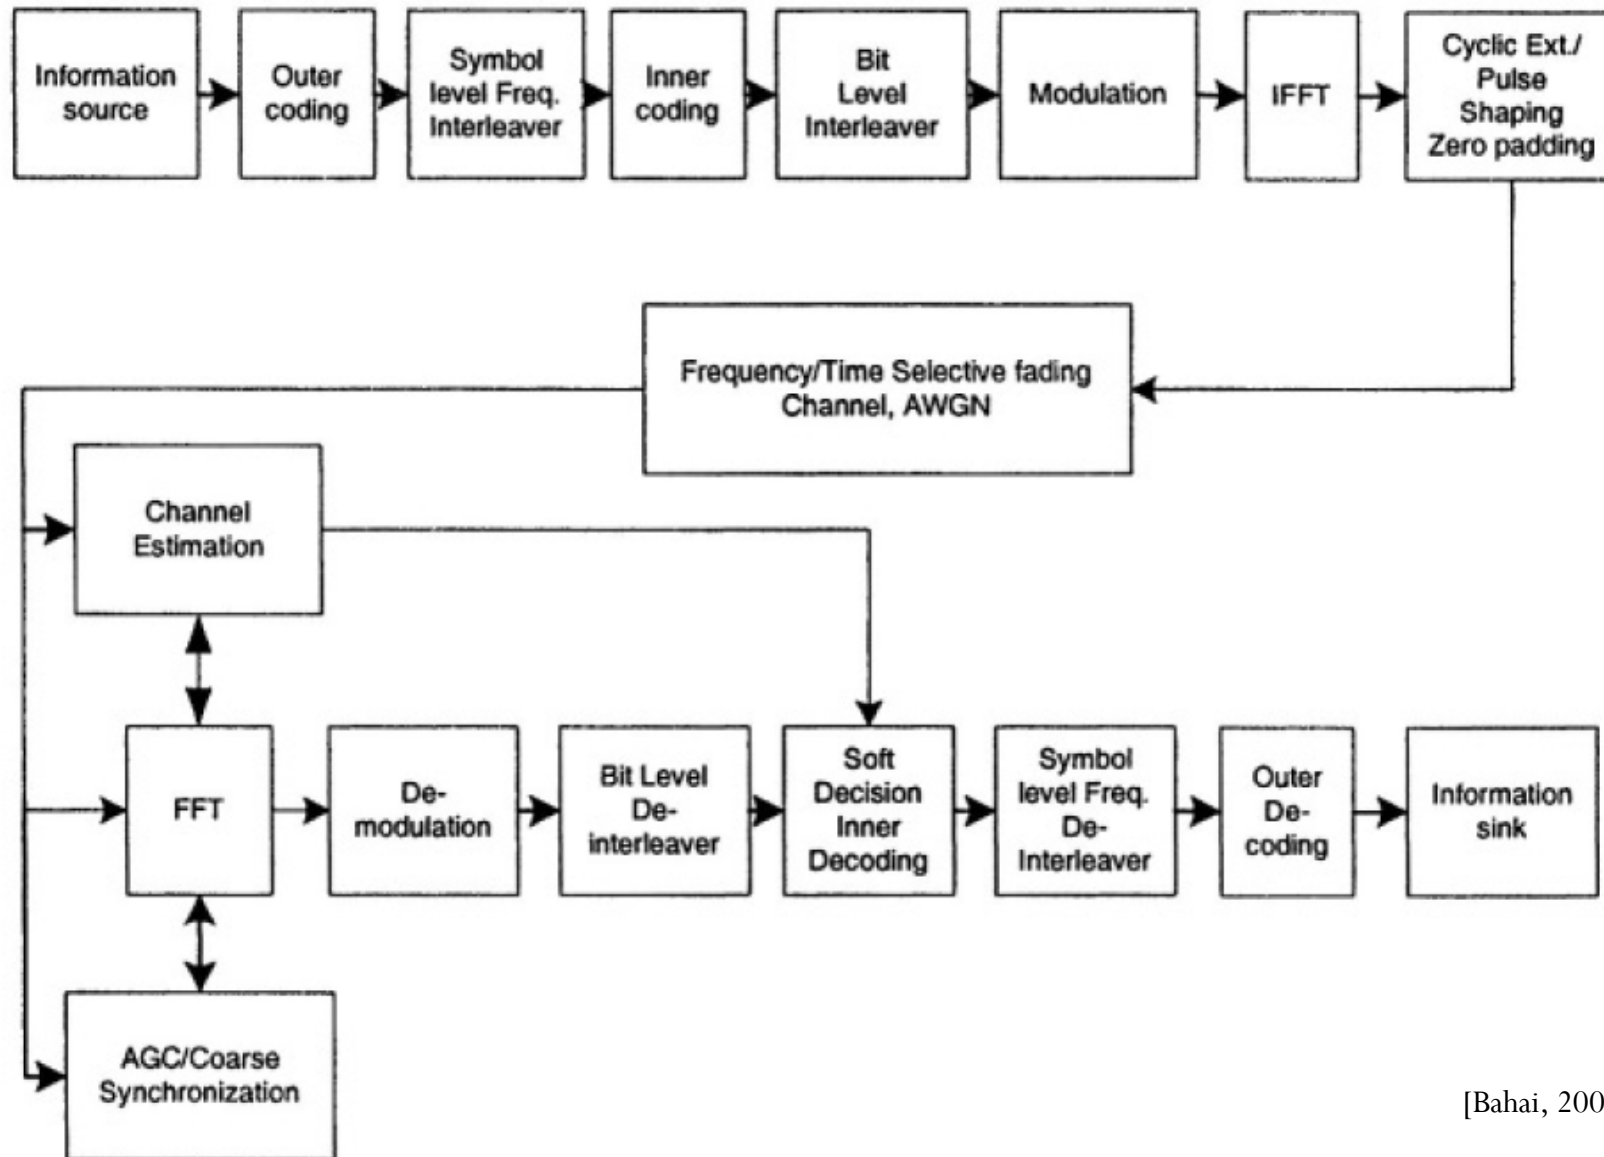 Information
source
Outer
coding
Symbol
level Freq.
Interleaver
Inner
coding
Bit
Level
Interleaver
Modulation
IFFT
Cyclic Ext./
Pulse
Shaping
Zero padding
Frequency/Time Selective fading
Channel, AWGN
Channel
Estimation
FFT
De-
modulation
Bit Level
De-
interleaver
Soft
Decision
Inner
Decoding
Symbol
level Freq.
De-
Interleaver
Outer
De-
coding
Information
sink
AGC/Coarse
Synchronization
[Bahai, 200